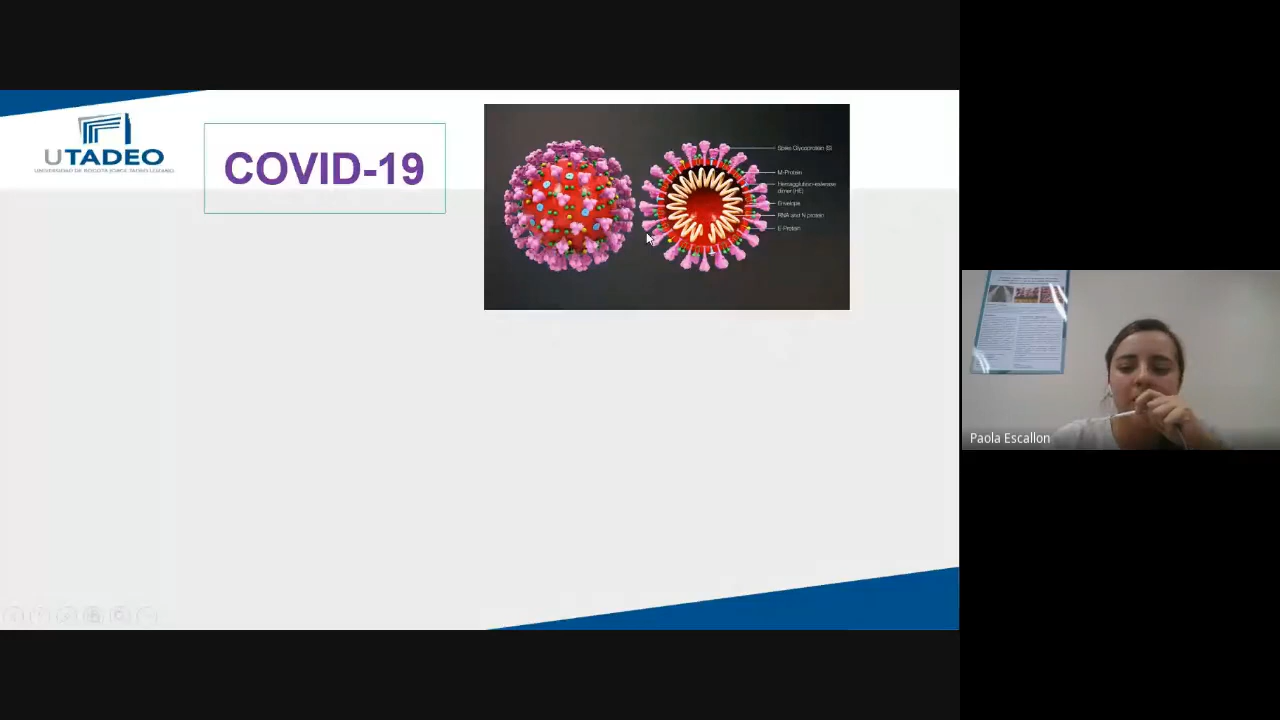 UTADEO
UNIVERSIDAD DE BOGOTÁ JORGE TADEO LOZANO
COVID-19
Spike Glycoprotein (S)
M-Protein
Hemagglutinin-esterase
dimer (HE)
Envelope
RNA and N protein
E-Protein
Paola Escallon